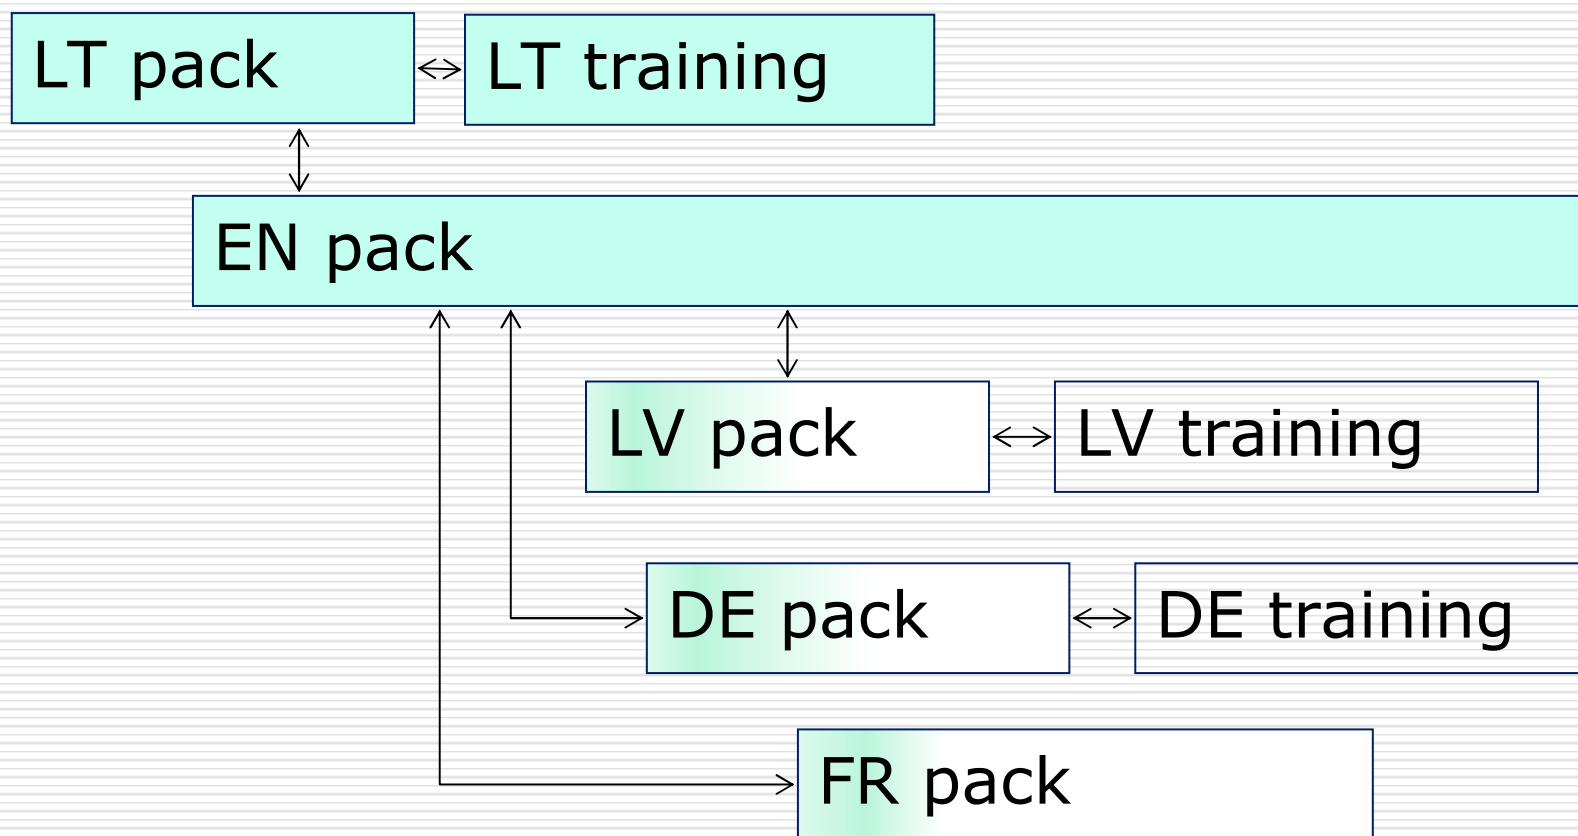 LT pack
LT training
EN pack
LV pack
LV training
DE pack
DE training
FR pack